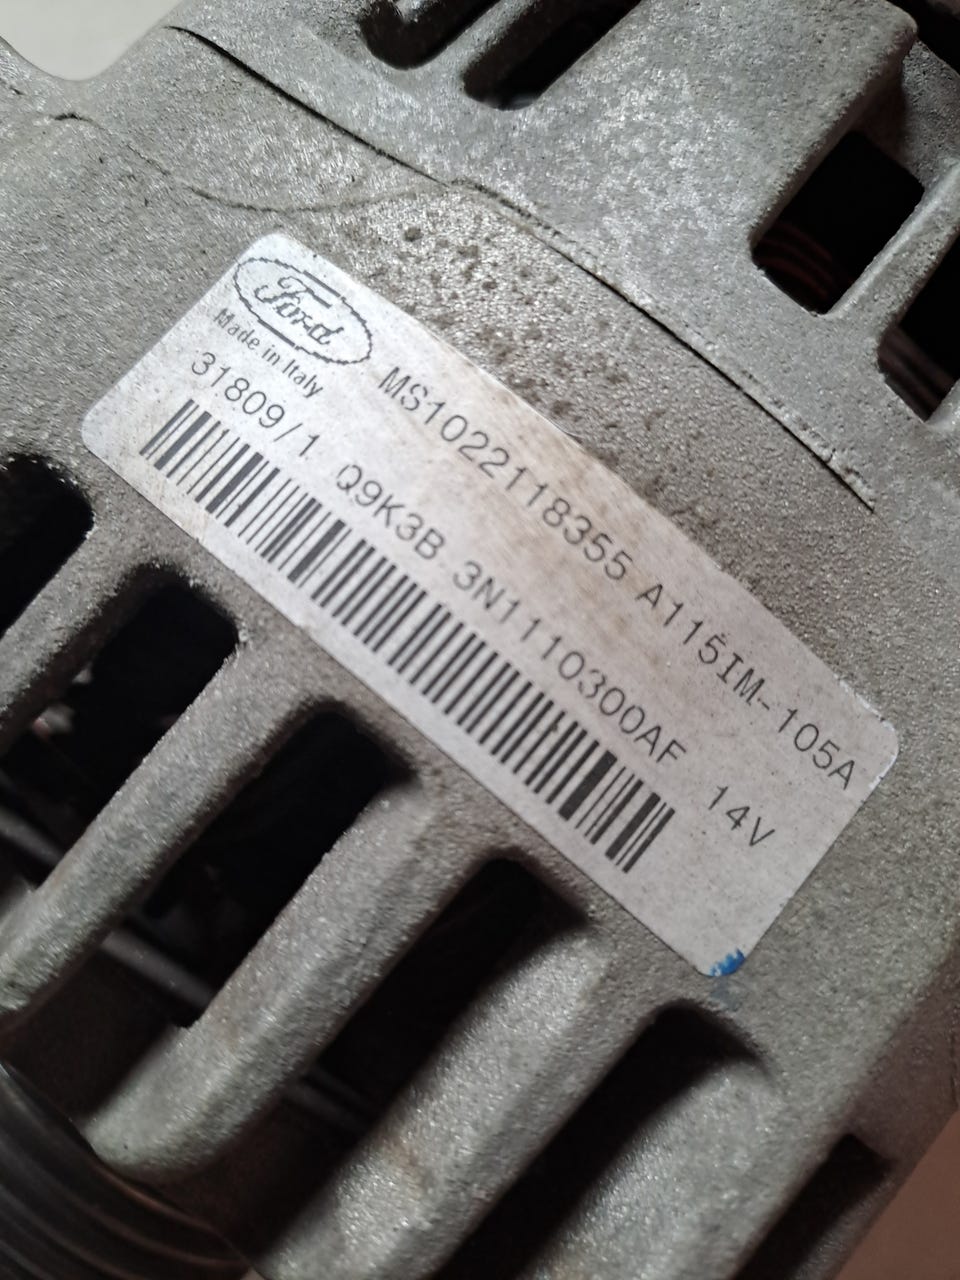 Ford
Made in Italy
MS1022118355 A115IM-105A
31809/1 Q9K3B 3N1110300AF 14V